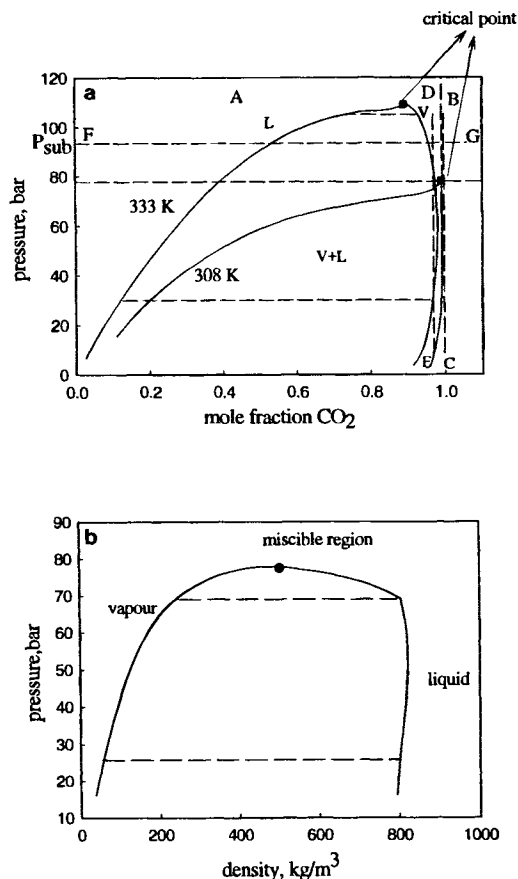 critical point
a
A
D
V
B
L
F
G
P_sub
120
100
80
60
40
20
0
333 K
308 K
V+L
E
C
pressure, bar
0.0 0.2 0.4 0.6 0.8 1.0
mole fraction CO2
b
miscible region
vapour
liquid
90
80
70
60
50
40
30
20
10
pressure,bar
0 200 400 600 800 1000
density, kg/m3